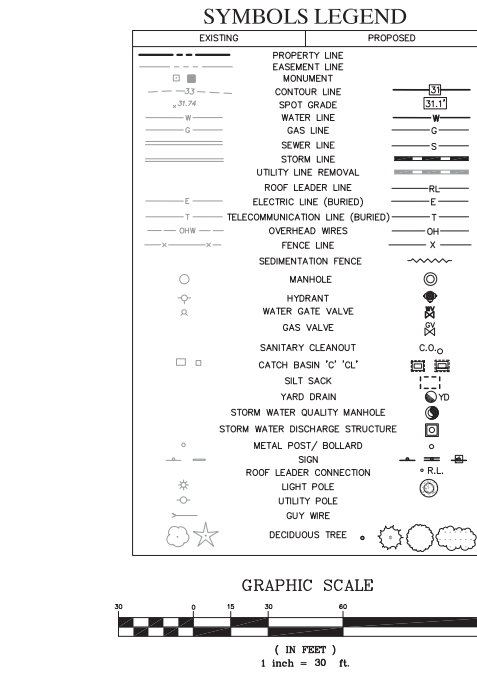 SYMBOLS LEGEND
EXISTING PROPOSED
PROPERTY LINE
EASEMENT LINE
MONUMENT
33 CONTOUR LINE 31
31.74 SPOT GRADE 31.1'
W WATER LINE W
G GAS LINE G
SEWER LINE S
STORM LINE
UTILITY LINE REMOVAL
ROOF LEADER LINE RL
E ELECTRIC LINE (BURIED) E
T TELECOMMUNICATION LINE (BURIED) T
OHW OVERHEAD WIRES OH
x x FENCE LINE X
SEDIMENTATION FENCE
MANHOLE
HYDRANT
WATER GATE VALVE WV
GAS VALVE GV
SANITARY CLEANOUT C.O.
CATCH BASIN 'C' 'CL'
SILT SACK
YARD DRAIN YD
STORM WATER QUALITY MANHOLE
STORM WATER DISCHARGE STRUCTURE
METAL POST/ BOLLARD
SIGN
ROOF LEADER CONNECTION R.L.
LIGHT POLE
UTILITY POLE
GUY WIRE
DECIDUOUS TREE
GRAPHIC SCALE
30 0 15 30 60
( IN FEET )
1 inch = 30 ft.